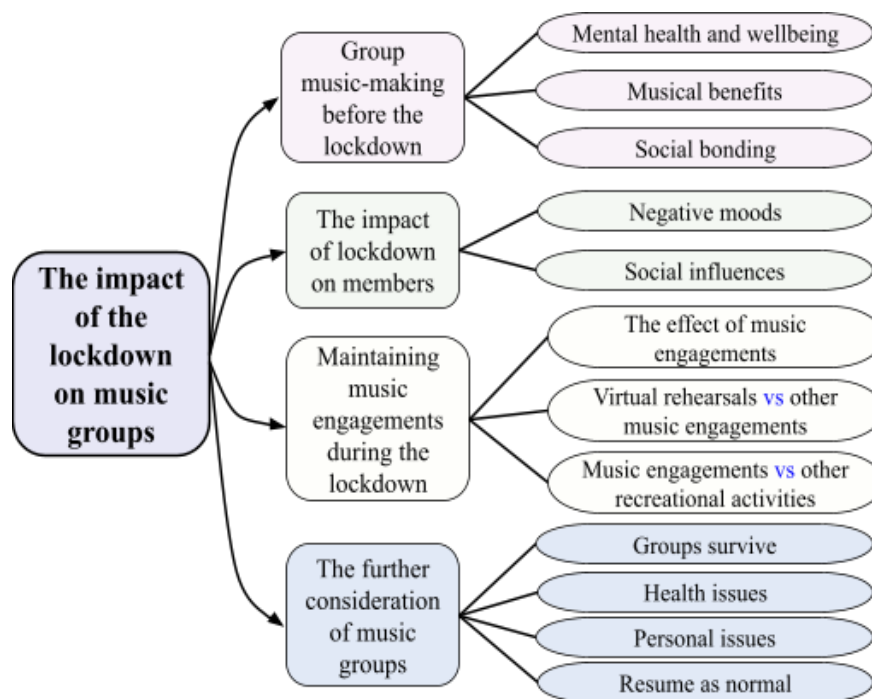 The impact
of the
lockdown
on music
groups
Group
music-making
before the
lockdown
Mental health and wellbeing
Musical benefits
Social bonding
The impact
of lockdown
on members
Negative moods
Social influences
Maintaining
music
engagements
during the
lockdown
The effect of music
engagements
Virtual rehearsals vs other
music engagements
Music engagements vs other
recreational activities
The further
consideration
of music
groups
Groups survive
Health issues
Personal issues
Resume as normal